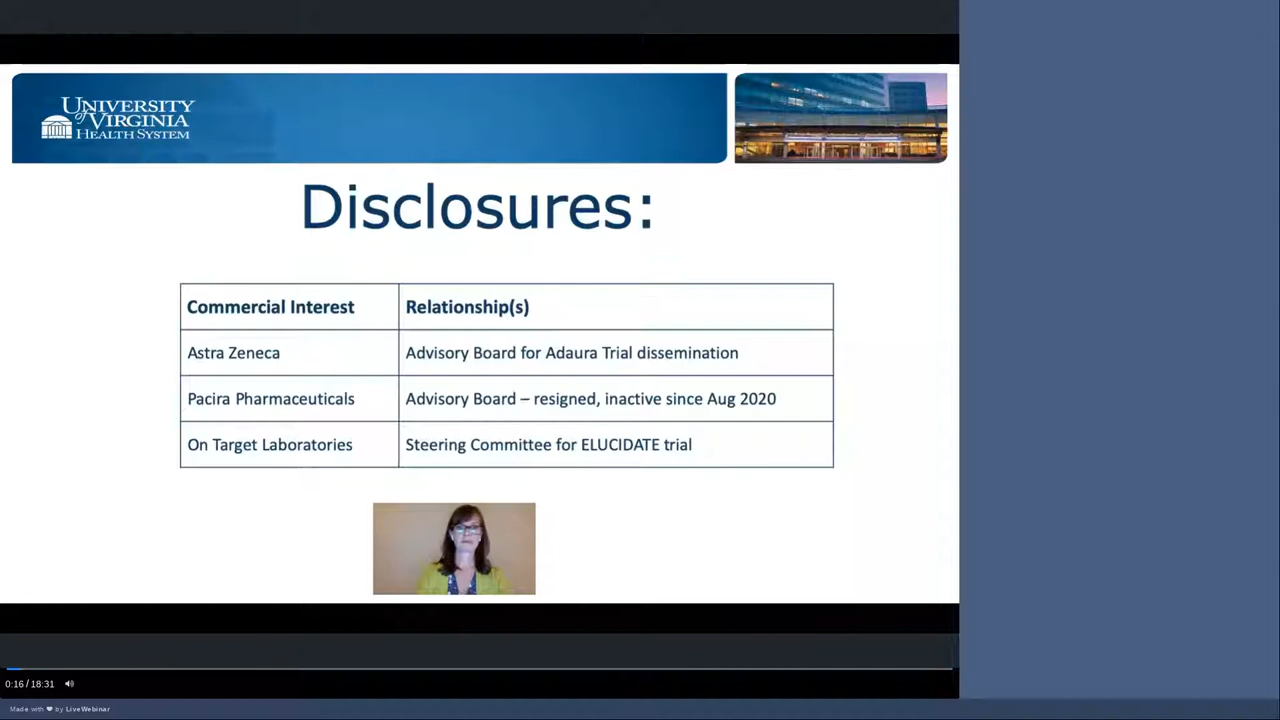 UNIVERSITY
of VIRGINIA
HEALTH SYSTEM
Disclosures:
Commercial Interest Relationship(s)
Astra Zeneca Advisory Board for Adaura Trial dissemination
Pacira Pharmaceuticals Advisory Board – resigned, inactive since Aug 2020
On Target Laboratories Steering Committee for ELUCIDATE trial
0:16 / 18:31
Made with ❤ by LiveWebinar